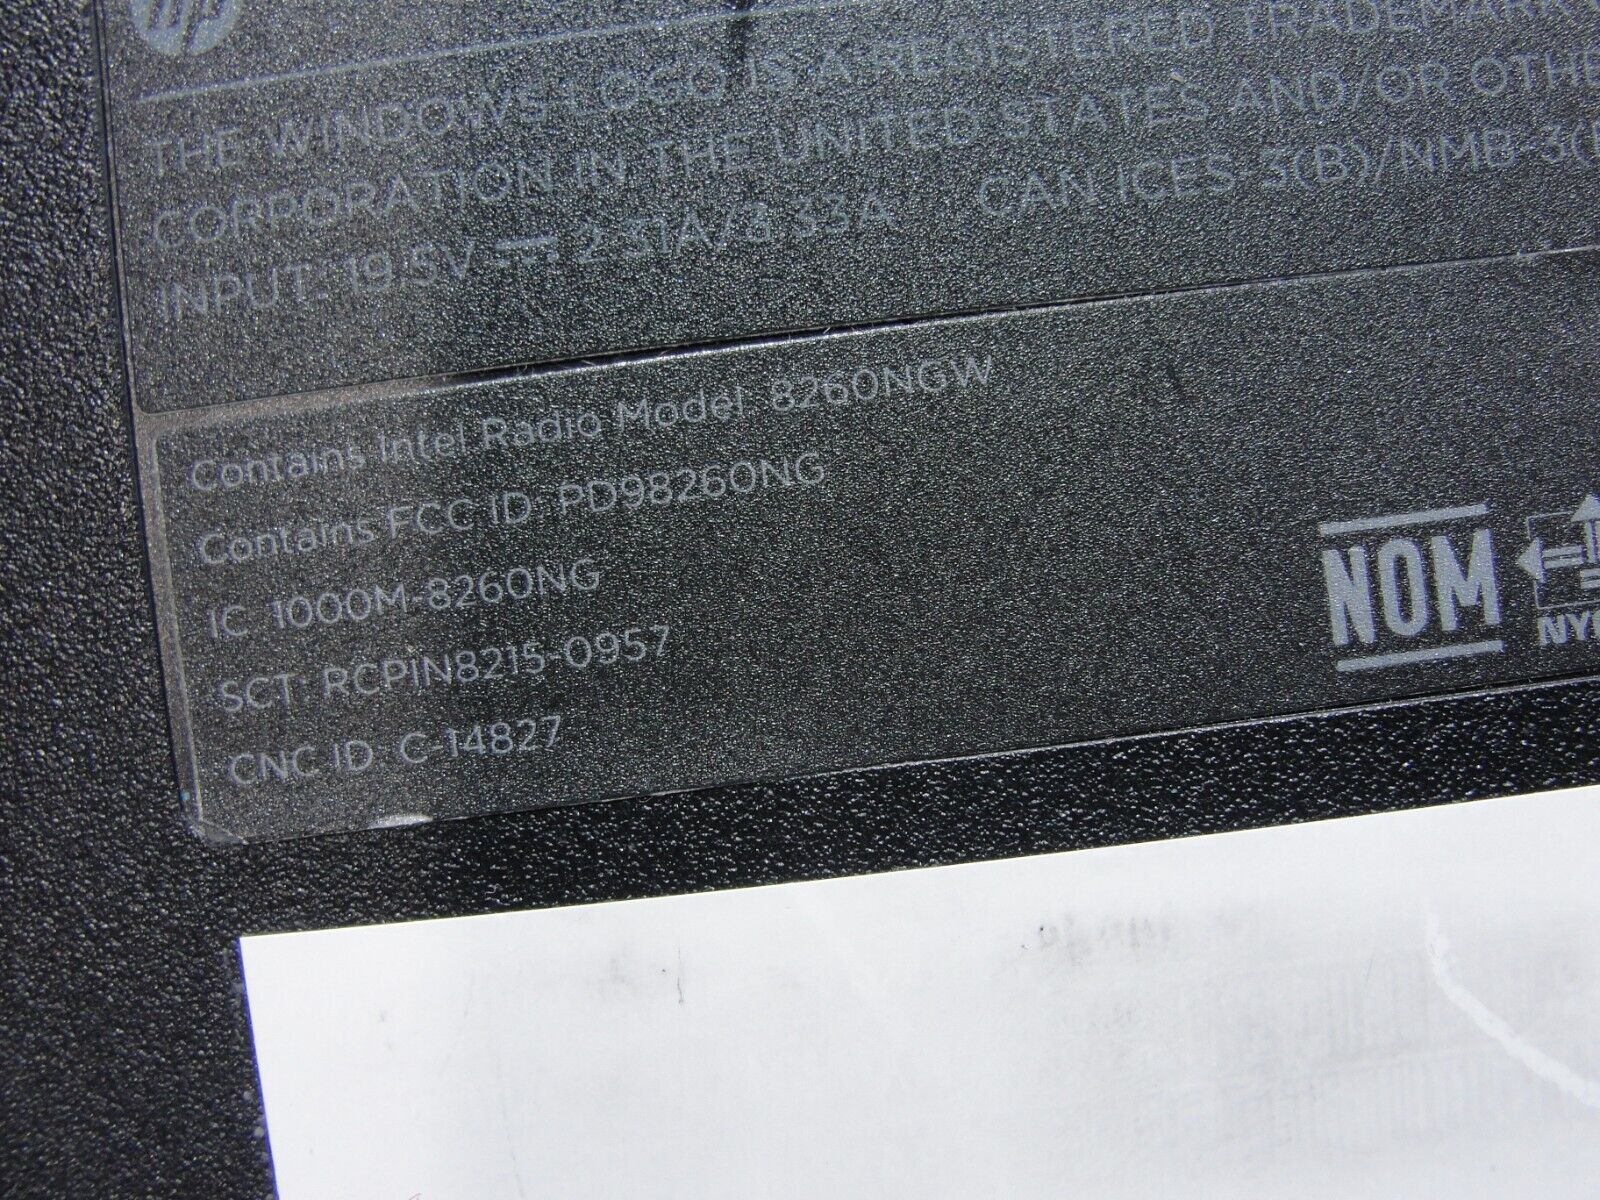 hp
THE WINDOWS LOGO IS A REGISTERED TRADEMARK
CORPORATION IN THE UNITED STATES AND/OR OTHE
INPUT: 19.5V 2.31A/3.33A CAN ICES-3(B)/NMB-3(
Contains Intel Radio Model 8260NGW
Contains FCC ID: PD98260NG
IC 1000M-8260NG
SCT: RCPIN8215-0957
CNC ID: C-14827
NOM
NY